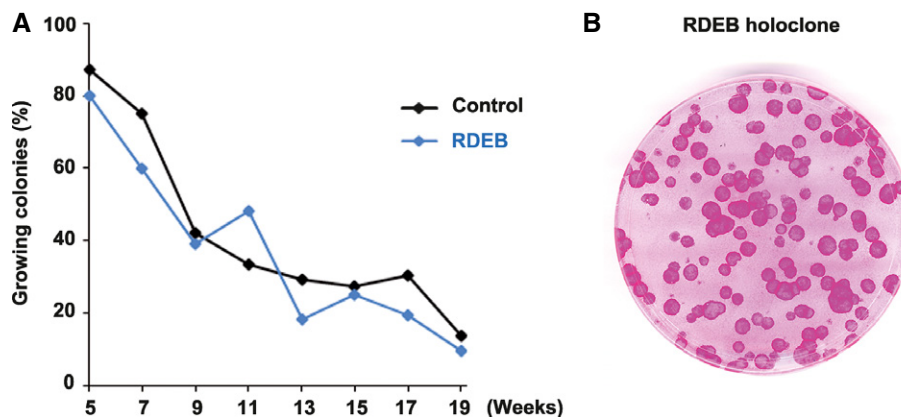 A
100
80
60
40
20
0
Growing colonies (%)
Control
RDEB
5 7 9 11 13 15 17 19 (Weeks)
B
RDEB holoclone